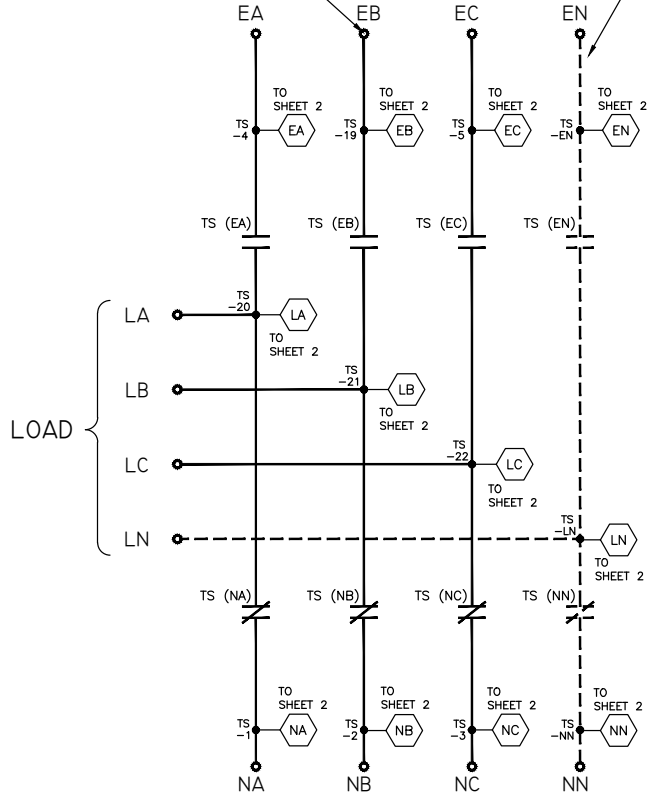 EA EB EC EN
TO TO TO TO
SHEET 2 SHEET 2 SHEET 2 SHEET 2
TS -4 EA TS -19 EB TS -5 EC TS -EN EN
TS (EA) TS (EB) TS (EC) TS (EN)
LOAD
LA TS -20 LA
TO
SHEET 2
LB TS -21 LB
TO
SHEET 2
LC TS -22 LC
TO
SHEET 2
LN TS -LN LN
TO
SHEET 2
TS (NA) TS (NB) TS (NC) TS (NN)
TO TO TO TO
SHEET 2 SHEET 2 SHEET 2 SHEET 2
TS -1 NA TS -2 NB TS -3 NC TS -NN NN
NA NB NC NN